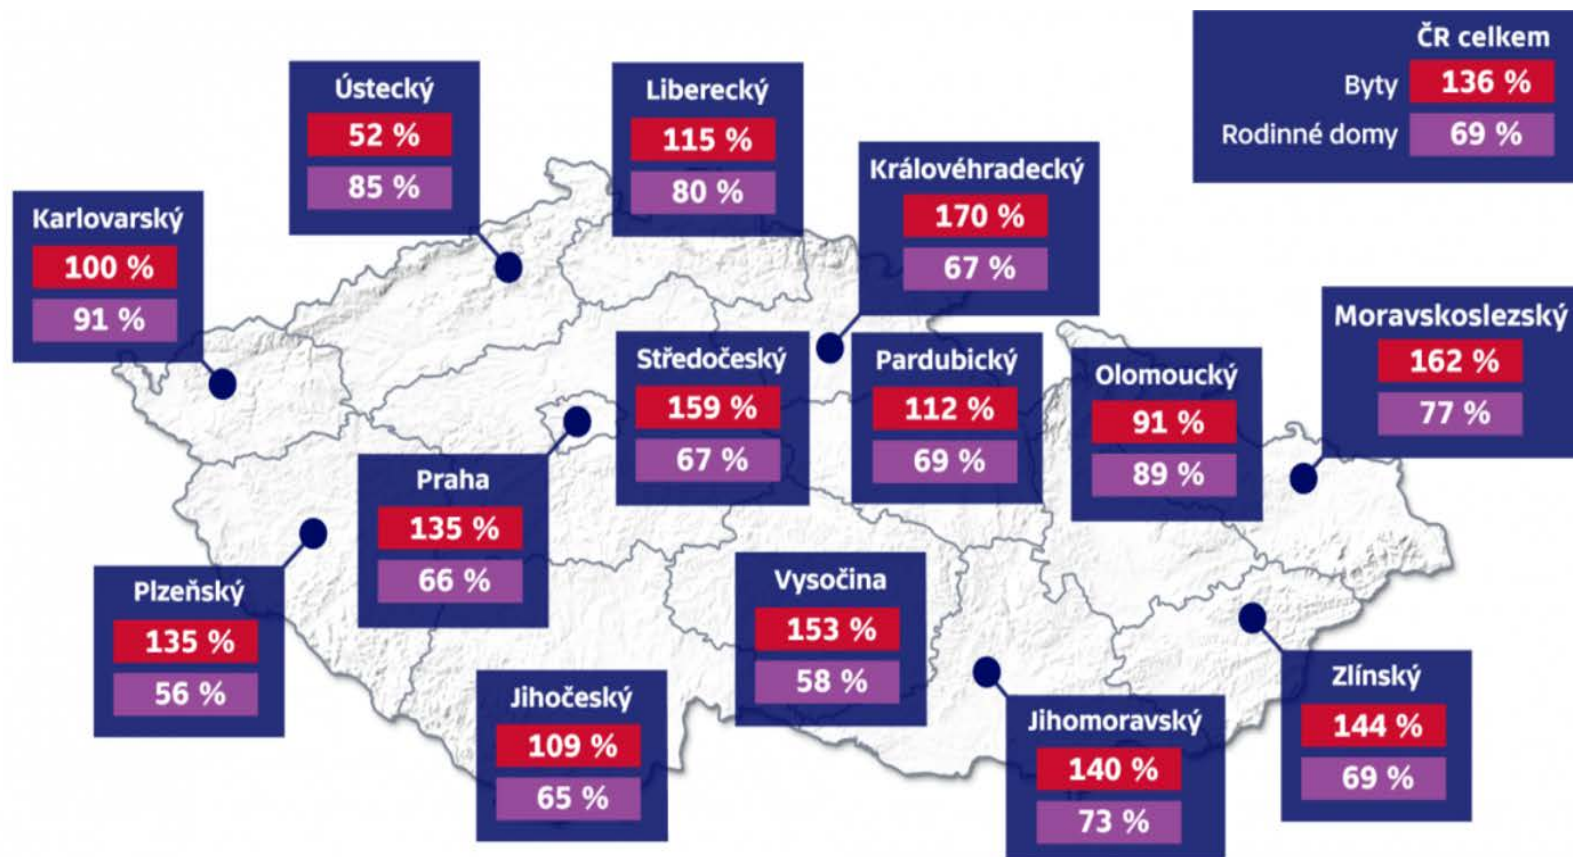 ČR celkem
Byty 136 %
Rodinné domy 69 %
Ústecký
52 %
85 %
Liberecký
115 %
80 %
Královéhradecký
170 %
67 %
Karlovarský
100 %
91 %
Moravskoslezský
162 %
77 %
Středočeský
159 %
67 %
Pardubický
112 %
69 %
Olomoucký
91 %
89 %
Praha
135 %
66 %
Plzeňský
135 %
56 %
Vysočina
153 %
58 %
Jihočeský
109 %
65 %
Jihomoravský
140 %
73 %
Zlínský
144 %
69 %